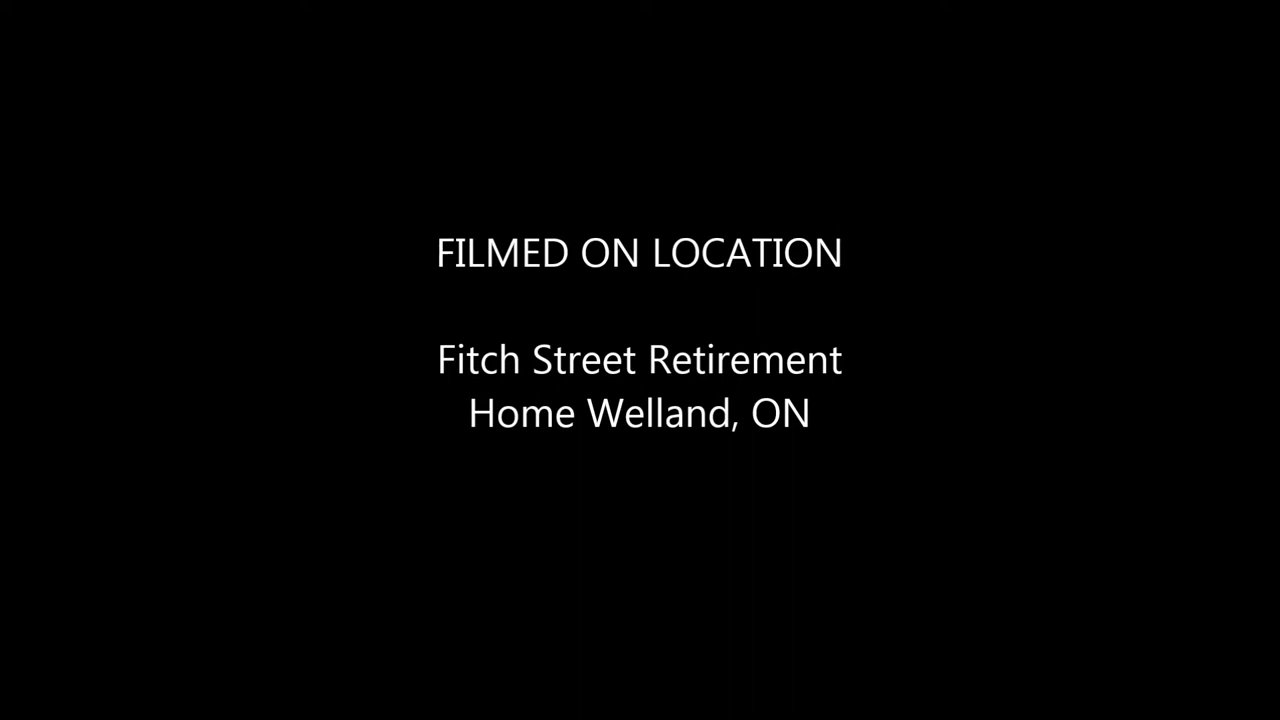 FILMED ON LOCATION
Fitch Street Retirement
Home Welland, ON